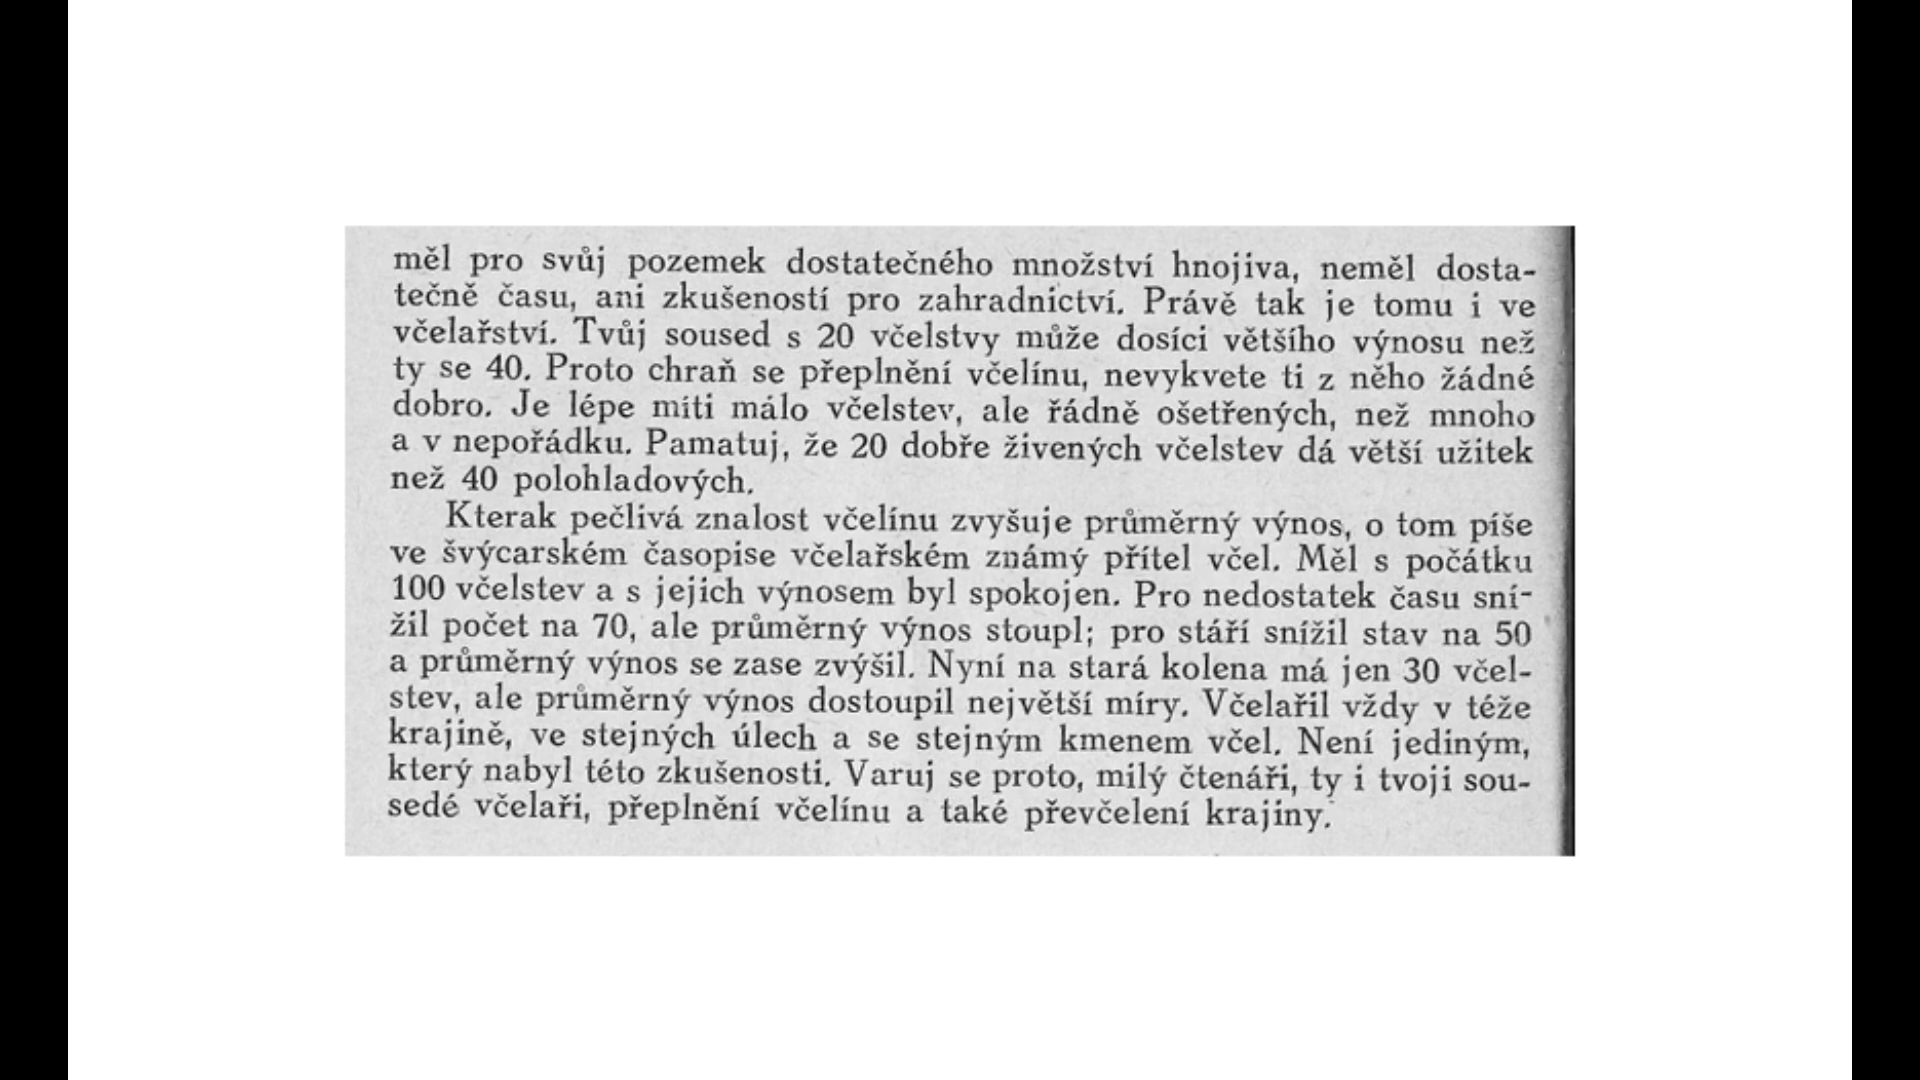 měl pro svůj pozemek dostatečného množství hnojiva, neměl dosta-
tečně času, ani zkušeností pro zahradnictví. Právě tak je tomu i ve
včelařství. Tvůj soused s 20 včelstvy může dosíci většího výnosu než
ty se 40. Proto chraň se přeplnění včelínu, nevykvete ti z něho žádné
dobro. Je lépe míti málo včelstev, ale řádně ošetřených, než mnoho
a v nepořádku. Pamatuj, že 20 dobře živených včelstev dá větší užitek
než 40 polohladových.
Kterak pečlivá znalost včelínu zvyšuje průměrný výnos, o tom píše
ve švýcarském časopise včelařském známý přítel včel. Měl s počátku
100 včelstev a s jejich výnosem byl spokojen. Pro nedostatek času sní-
žil počet na 70, ale průměrný výnos stoupl; pro stáří snížil stav na 50
a průměrný výnos se zase zvýšil. Nyní na stará kolena má jen 30 včel-
stev, ale průměrný výnos dostoupil největší míry. Včelařil vždy v téže
krajině, ve stejných úlech a se stejným kmenem včel. Není jediným,
který nabyl této zkušenosti. Varuj se proto, milý čtenáři, ty i tvoji sou-
sedé včelaři, přeplnění včelínu a také převčelení krajiny.